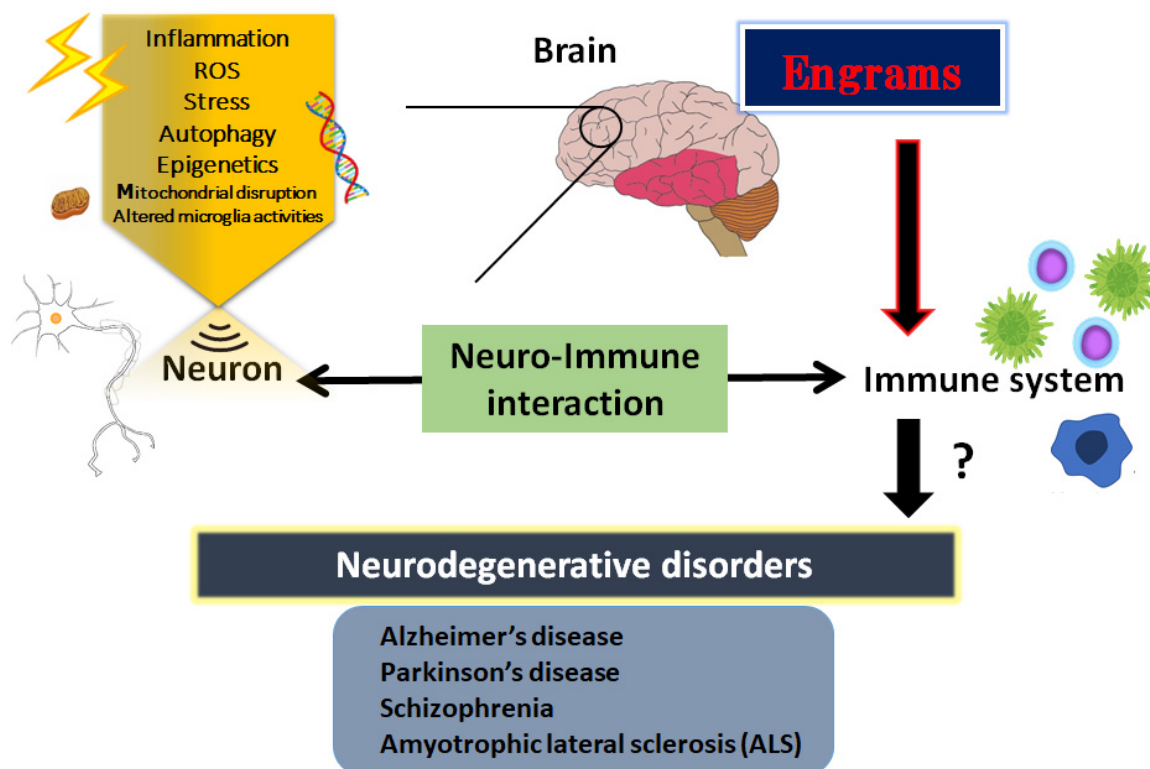 Inflammation
ROS
Stress
Autophagy
Epigenetics
Mitochondrial disruption
Altered microglia activities
Brain
Engrams
Neuron
Neuro-Immune
interaction
Immune system
?
Neurodegenerative disorders
Alzheimer's disease
Parkinson's disease
Schizophrenia
Amyotrophic lateral sclerosis (ALS)